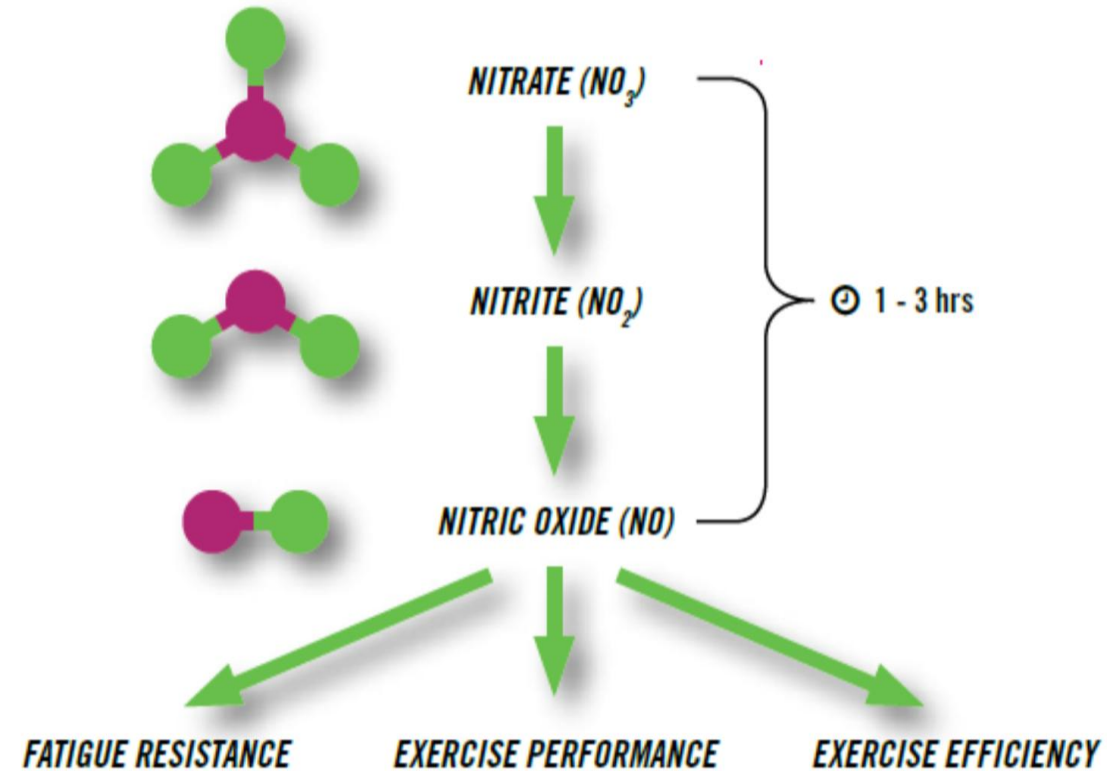 NITRATE (NO₃)
NITRITE (NO₂)
1 - 3 hrs
NITRIC OXIDE (NO)
FATIGUE RESISTANCE
EXERCISE PERFORMANCE
EXERCISE EFFICIENCY